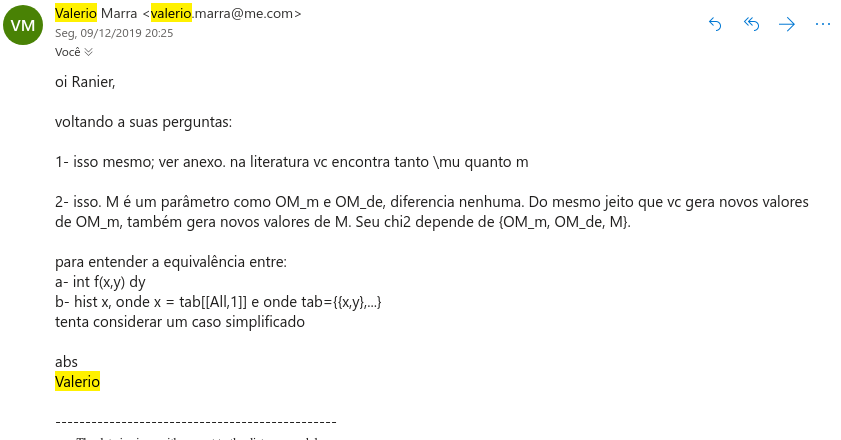 VM
Valerio Marra <valerio.marra@me.com>
Seg, 09/12/2019 20:25
Você
oi Ranier,
voltando a suas perguntas:
1- isso mesmo; ver anexo. na literatura vc encontra tanto \mu quanto m
2- isso. M é um parâmetro como OM_m e OM_de, diferencia nenhuma. Do mesmo jeito que vc gera novos valores
de OM_m, também gera novos valores de M. Seu chi2 depende de {OM_m, OM_de, M}.
para entender a equivalência entre:
a- int f(x,y) dy
b- hist x, onde x = tab[[All,1]] e onde tab={{x,y},...}
tenta considerar um caso simplificado
abs
Valerio
-----------------------------------------------